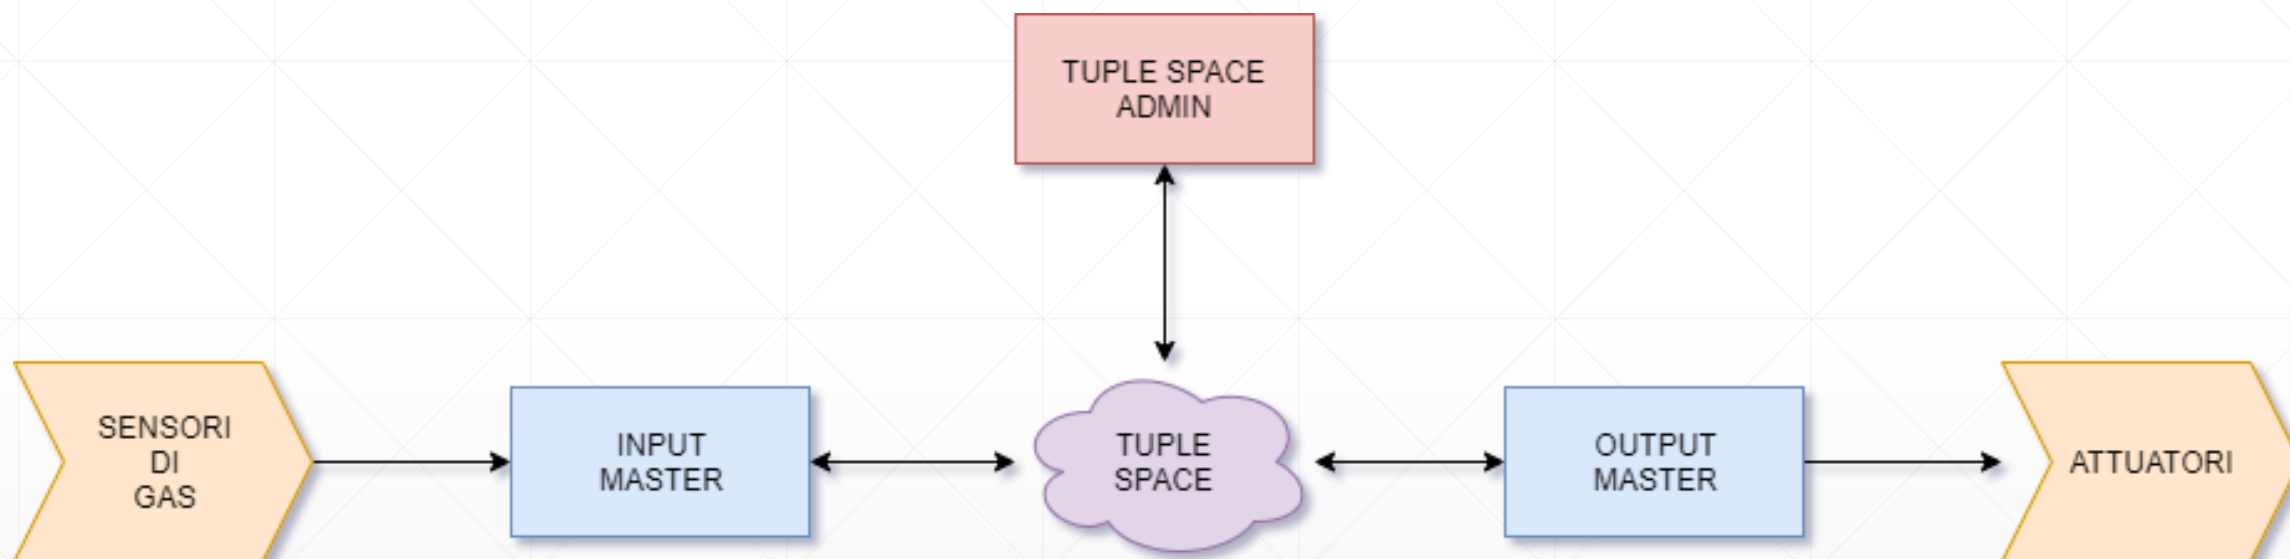 TUPLE SPACE
ADMIN
SENSORI
DI
GAS
INPUT
MASTER
TUPLE
SPACE
OUTPUT
MASTER
ATTUATORI